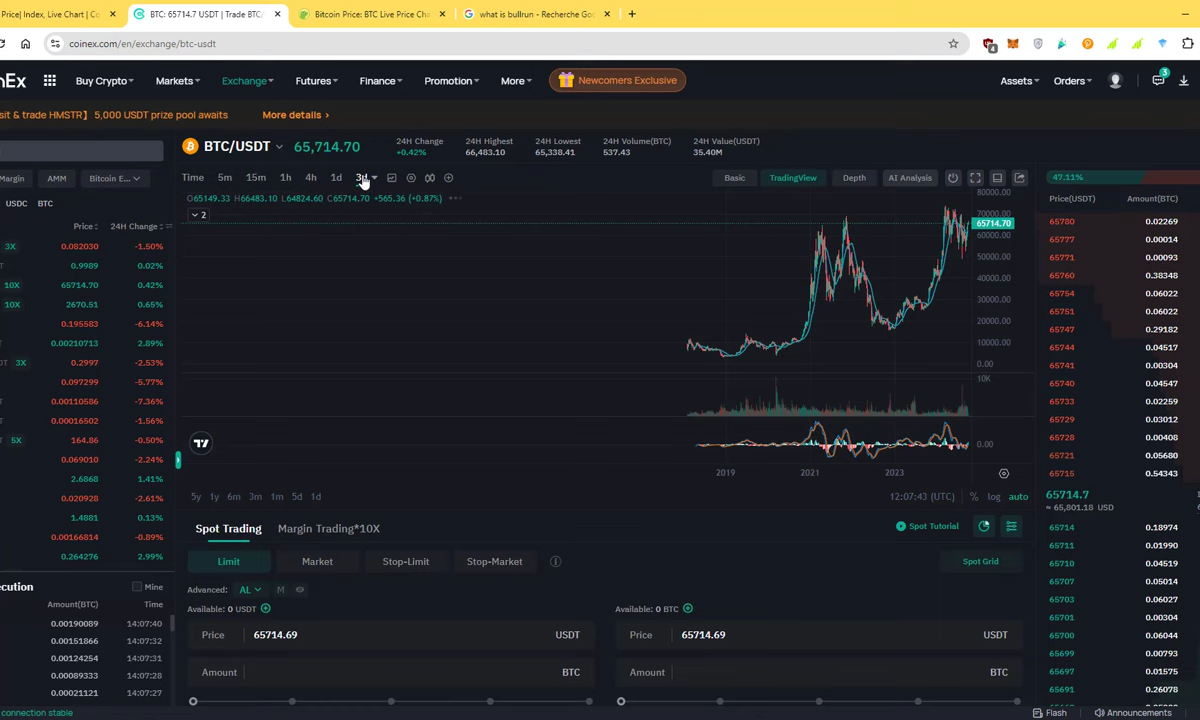 Price| Index, Live Chart | Co
BTC: 65714.7 USDT | Trade BTC/
Bitcoin Price: BTC Live Price Cha
what is bullrun - Recherche Goo
coinex.com/en/exchange/btc-usdt
4
nEx
Buy Crypto
Markets
Exchange
Futures
Finance
Promotion
More
Newcomers Exclusive
Assets
Orders
3
sit & trade HMSTR】 5,000 USDT prize pool awaits
More details >
BTC/USDT
65,714.70
24H Change
+0.42%
24H Highest
66,483.10
24H Lowest
65,338.41
24H Volume(BTC)
537.43
24H Value(USDT)
35.40M
Margin
AMM
Bitcoin E...
USDC BTC
Price
24H Change
3X 0.082030 -1.50%
0.9989 0.02%
10X 65714.70 0.42%
10X 2670.51 0.65%
0.195583 -6.14%
0.00210713 2.89%
3X 0.2997 -2.53%
0.097299 -5.77%
0.00110586 -7.36%
0.00016502 -1.56%
5X 164.86 -0.50%
0.069010 -2.24%
2.6868 1.41%
0.020928 -2.61%
1.4881 0.13%
0.00166814 -0.89%
0.264276 2.99%
ecution
Mine
Amount(BTC) Time
0.00190089 14:07:40
0.00151866 14:07:32
0.00124254 14:07:31
0.00089333 14:07:28
0.00021121 14:07:27
connection stable
Time 5m 15m 1h 4h 1d 3d
Basic
TradingView
Depth
AI Analysis
O65149.33 H66483.10 L64824.60 C65714.70 +565.36 (+0.87%)
2
80000.00
70000.00
65714.70
60000.00
50000.00
40000.00
30000.00
20000.00
10000.00
0.00
10K
0.00
2019 2021 2023
5y 1y 6m 3m 1m 5d 1d
12:07:43 (UTC)
% log auto
Spot Trading
Margin Trading*10X
Spot Tutorial
Limit
Market
Stop-Limit
Stop-Market
Spot Grid
Advanced: AL M
Available: 0 USDT
Available: 0 BTC
Price 65714.69 USDT
Price 65714.69 USDT
Amount BTC
Amount BTC
47.11%
Price(USDT) Amount(BTC)
65780 0.02269
65777 0.00014
65771 0.00093
65760 0.38348
65754 0.06022
65751 0.06022
65747 0.29182
65744 0.04517
65741 0.00304
65740 0.04547
65733 0.02259
65729 0.03012
65728 0.00408
65721 0.05680
65715 0.54343
65714.7
≈ 65,801.18 USD
65714 0.18974
65711 0.01990
65710 0.04519
65707 0.05014
65703 0.06027
65701 0.00304
65700 0.06044
65699 0.00793
65697 0.01575
65691 0.26078
Flash
Announcements